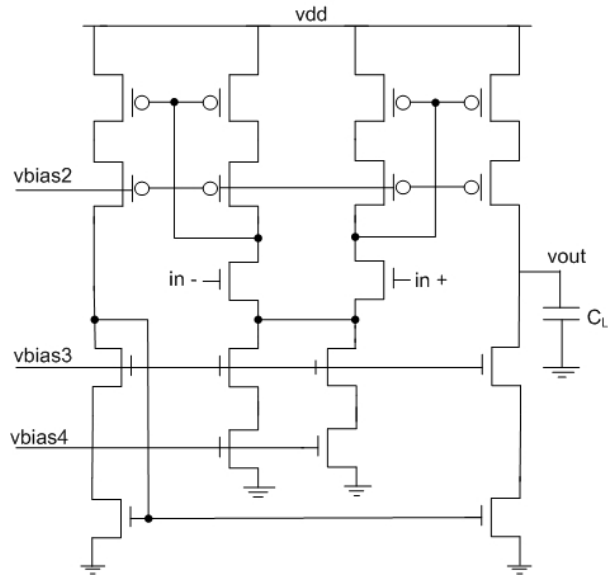 vdd
vbias2
in -
in +
vout
C_L
vbias3
vbias4